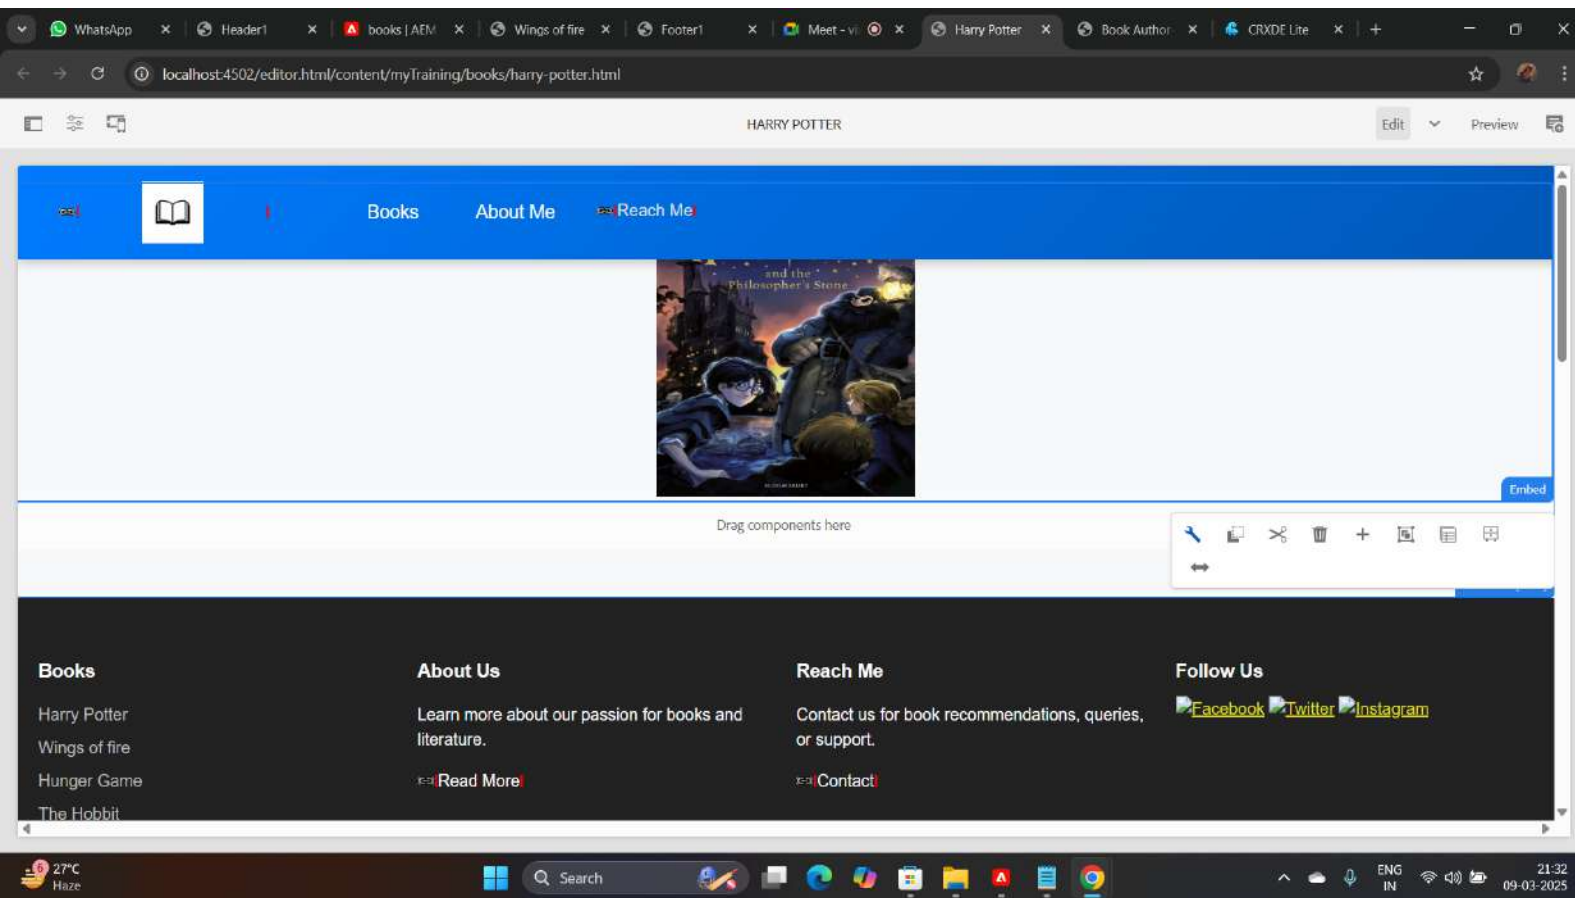 WhatsApp
Header1
books | AEM
Wings of fire
Footer1
Meet - vi
Harry Potter
Book Author
CRXDE Lite
localhost:4502/editor.html/content/myTraining/books/harry-potter.html
HARRY POTTER
Edit
Preview
Books
About Me
Reach Me
and the
Philosopher's Stone
Embed
Drag components here
Books
About Us
Reach Me
Follow Us
Harry Potter
Learn more about our passion for books and
literature.
Contact us for book recommendations, queries,
or support.
Facebook Twitter Instagram
Wings of fire
Hunger Game
Read More
Contact
The Hobbit
6
27°C
Haze
Search
ENG
IN
21:32
09-03-2025